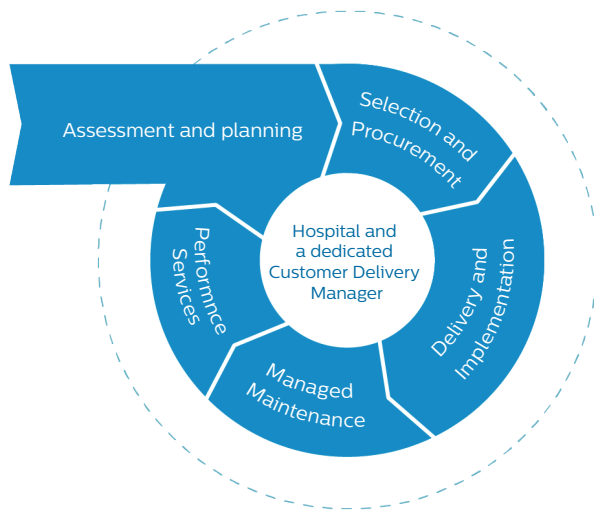 Assessment and planning
Selection and
Procurement
Delivery and
Implementation
Managed
Maintenance
Performnce
Services
Hospital and
a dedicated
Customer Delivery
Manager